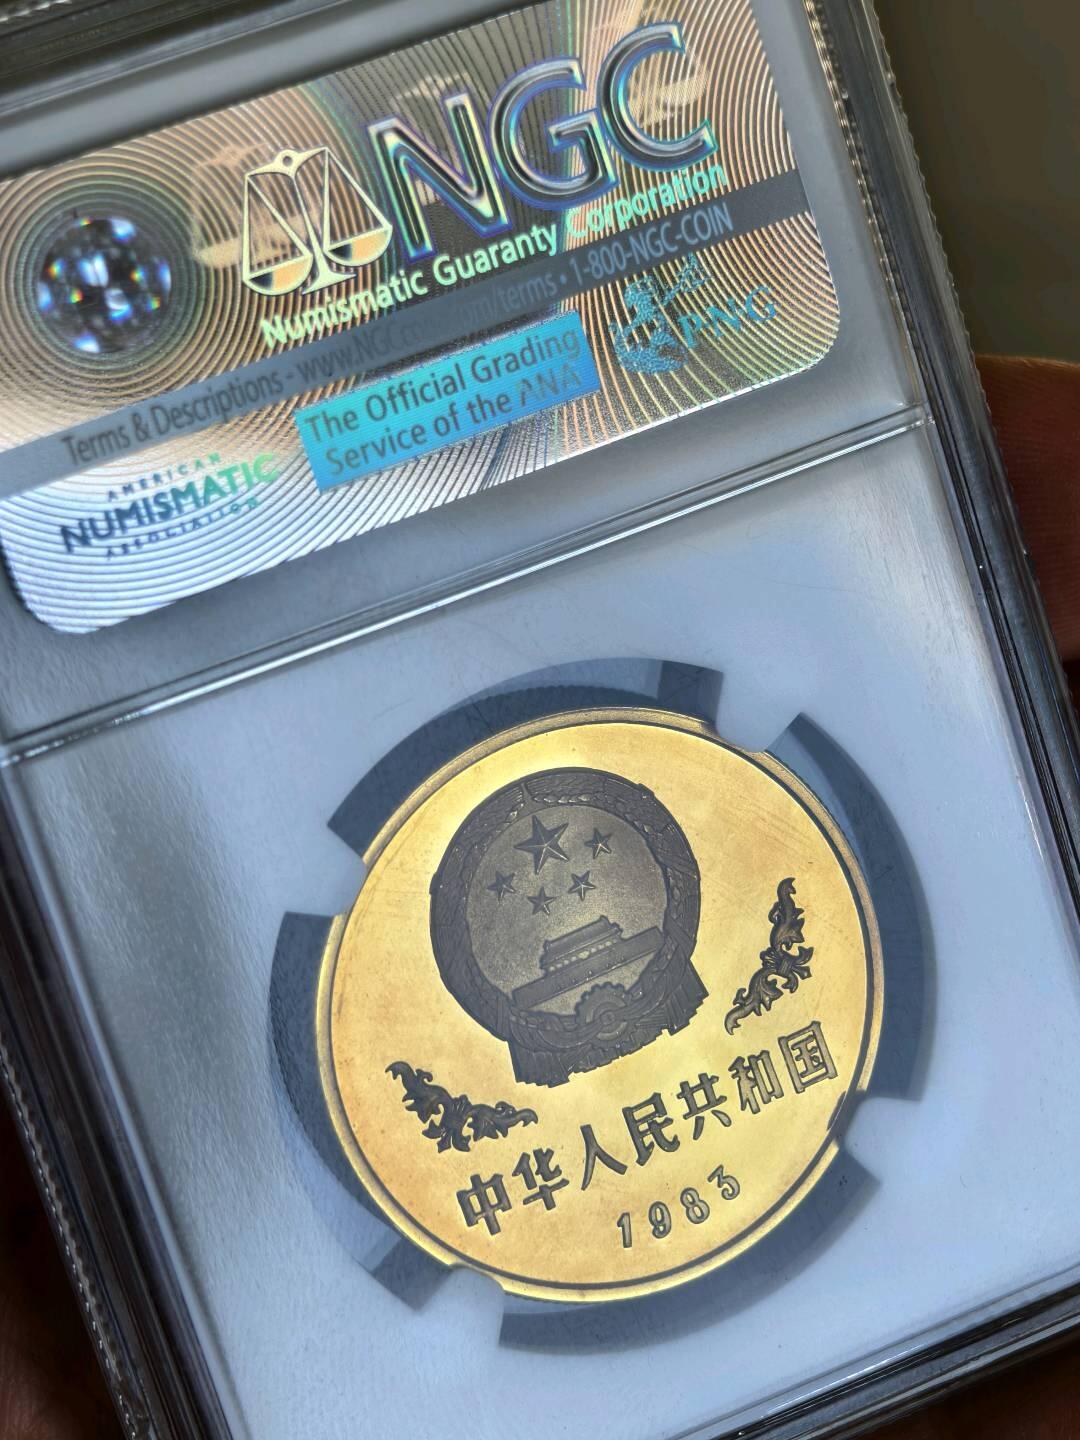 NGC
Numismatic Guaranty Corporation
Terms & Descriptions - www.NGCcoin.com/terms • 1-800-NGC-COIN
The Official Grading
Service of the ANA
PNG
AMERICAN
NUMISMATIC
ASSOCIATION
中华人民共和国
1983